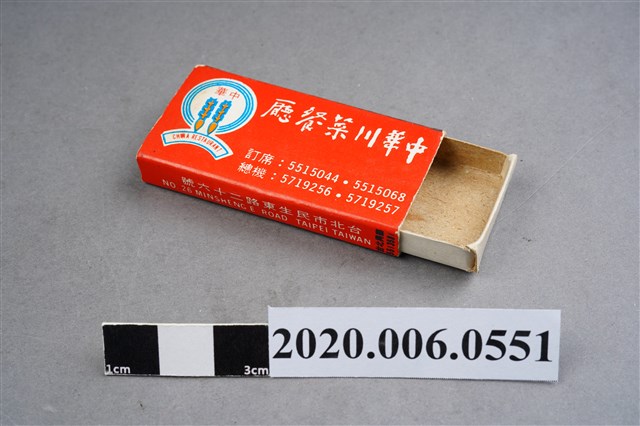 中華
CHINA RESTAURANT
中華川菜餐廳
訂席：5515044・5515068
總機：5719256・5719257
台北市民生東路二十六號
NO. 26 MINSHENG E. ROAD TAIPEI TAIWAN
1cm 3cm
2020.006.0551